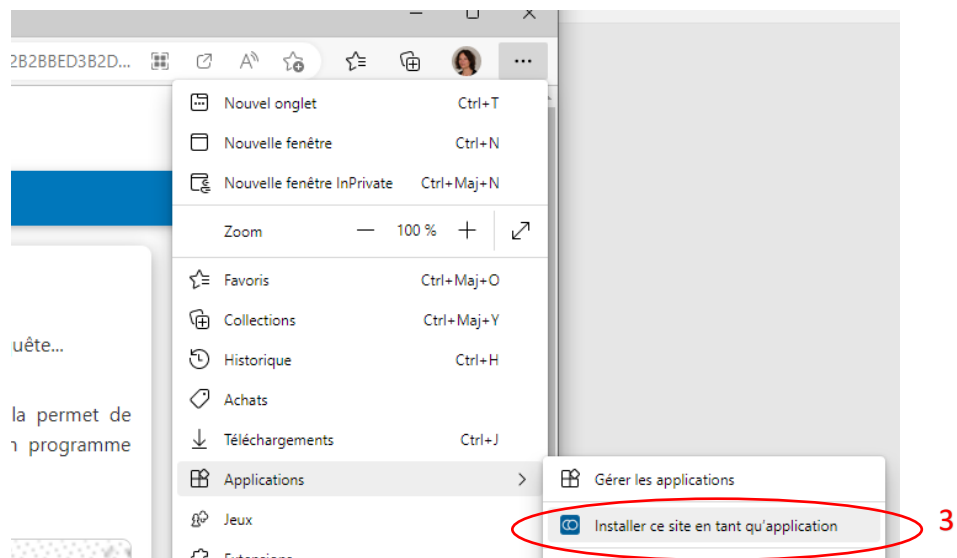 2B2BBED3B2D...
Nouvel onglet Ctrl+T
Nouvelle fenêtre Ctrl+N
Nouvelle fenêtre InPrivate Ctrl+Maj+N
Zoom — 100 % +
Favoris Ctrl+Maj+O
Collections Ctrl+Maj+Y
uête...
Historique Ctrl+H
Achats
la permet de
programme
Téléchargements Ctrl+J
Applications
Gérer les applications
Jeux
Installer ce site en tant qu'application
3
Extensions